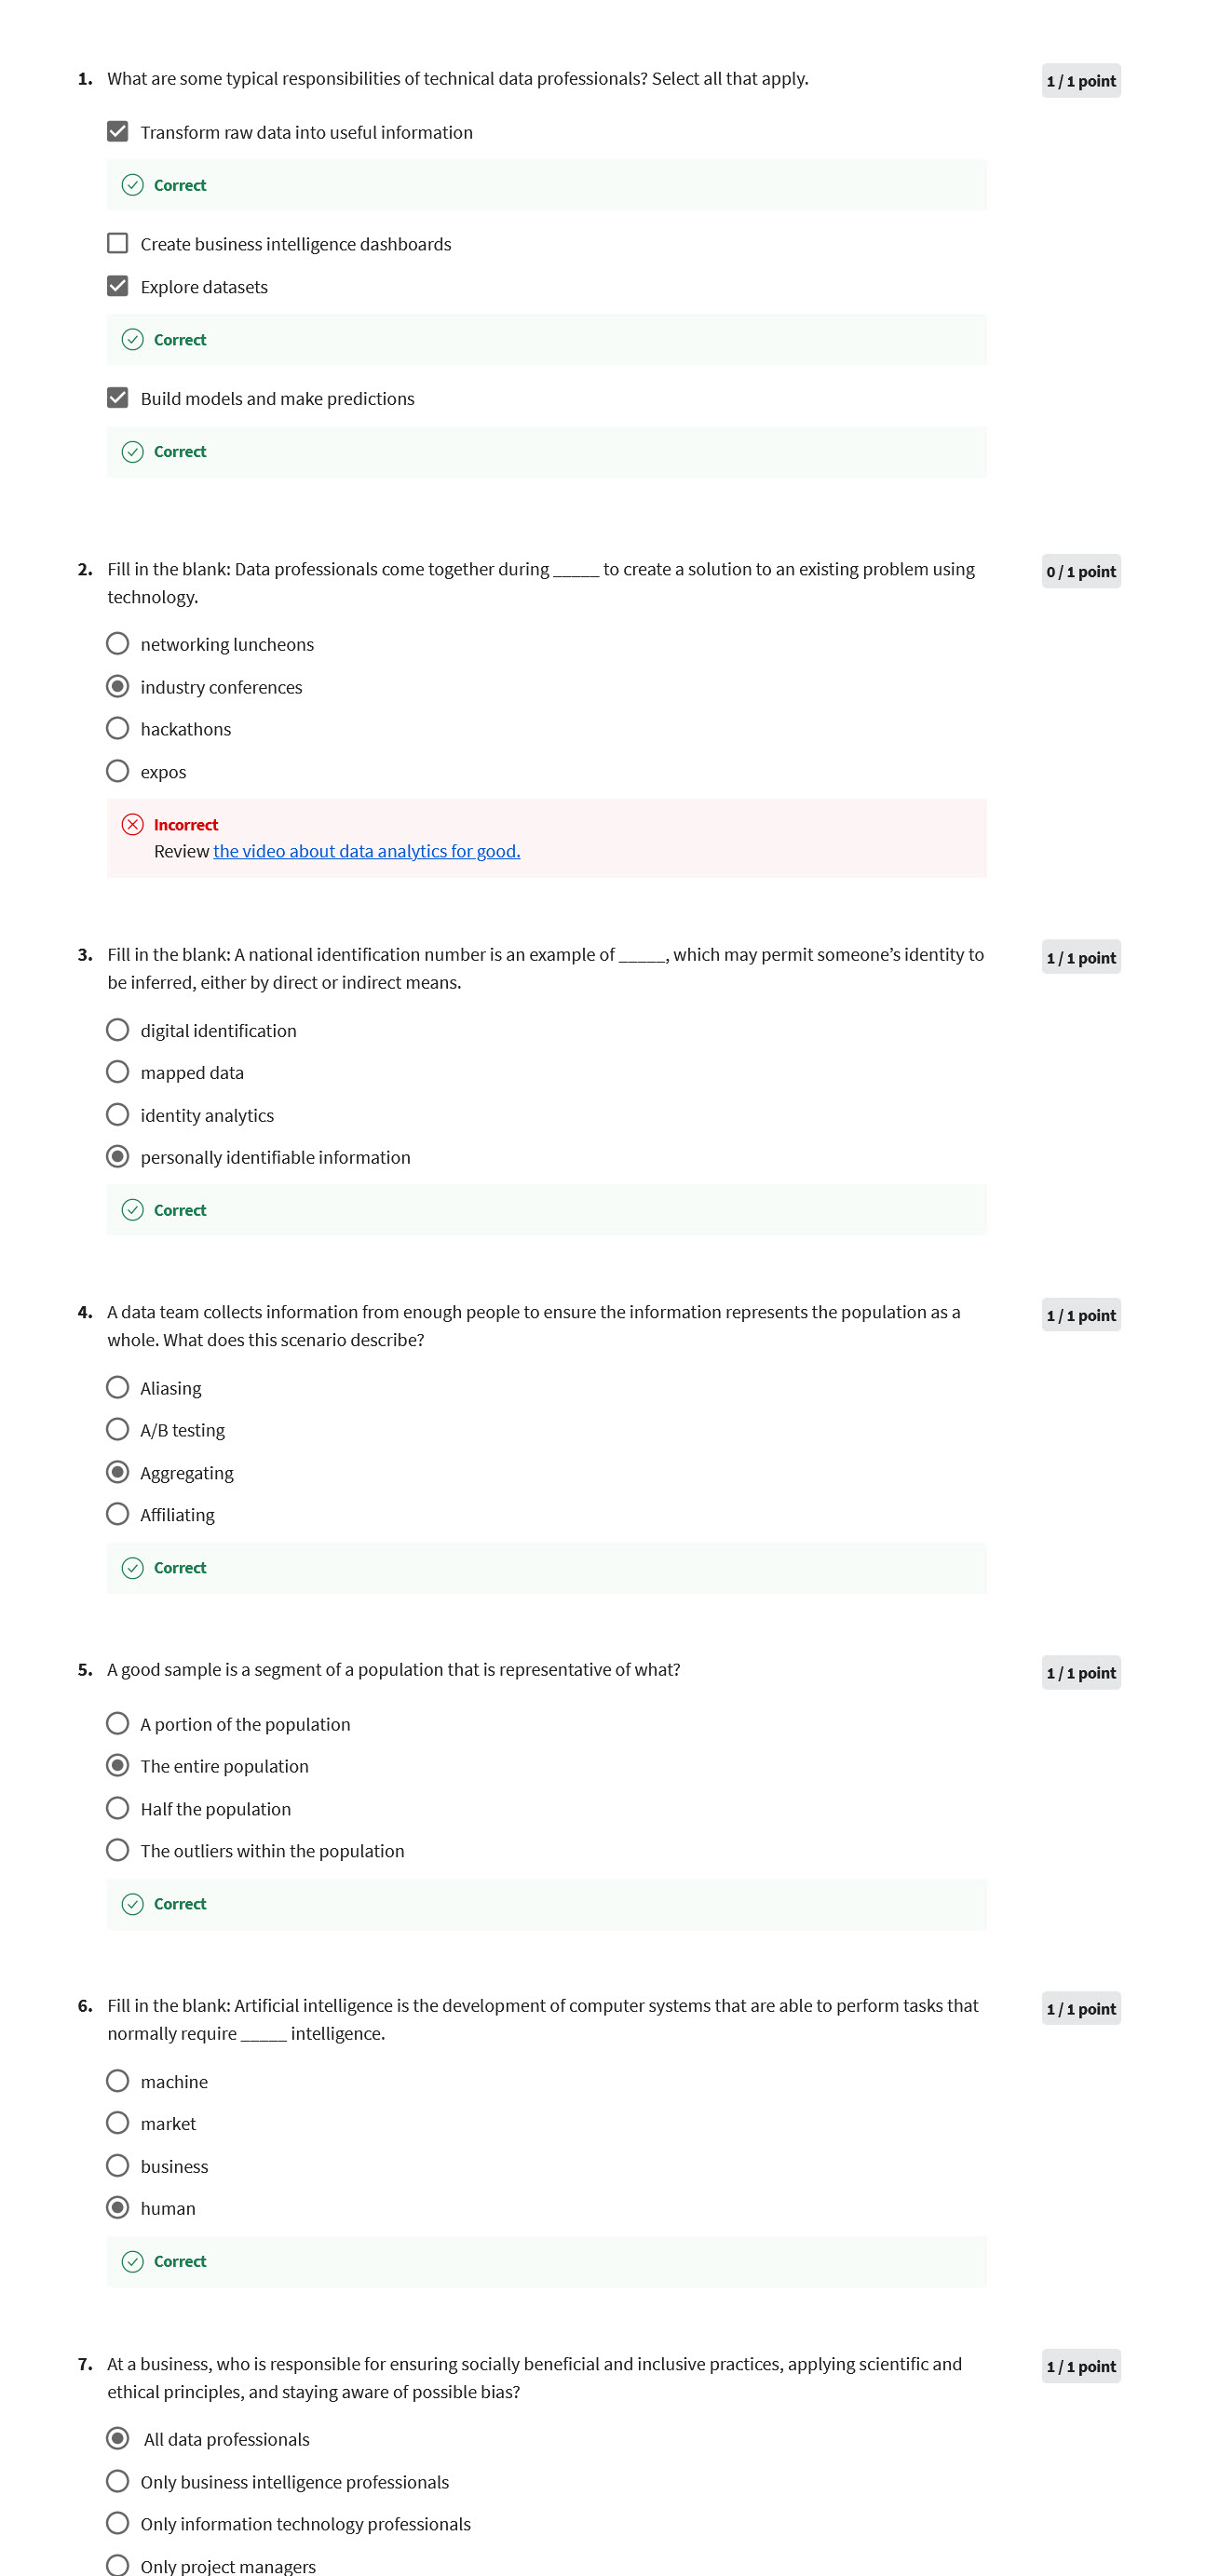 1. What are some typical responsibilities of technical data professionals? Select all that apply.
1 / 1 point
Transform raw data into useful information
Correct
Create business intelligence dashboards
Explore datasets
Correct
Build models and make predictions
Correct
2. Fill in the blank: Data professionals come together during _____ to create a solution to an existing problem using
technology.
0 / 1 point
networking luncheons
industry conferences
hackathons
expos
Incorrect
Review the video about data analytics for good.
3. Fill in the blank: A national identification number is an example of _____, which may permit someone’s identity to
be inferred, either by direct or indirect means.
1 / 1 point
digital identification
mapped data
identity analytics
personally identifiable information
Correct
4. A data team collects information from enough people to ensure the information represents the population as a
whole. What does this scenario describe?
1 / 1 point
Aliasing
A/B testing
Aggregating
Affiliating
Correct
5. A good sample is a segment of a population that is representative of what?
1 / 1 point
A portion of the population
The entire population
Half the population
The outliers within the population
Correct
6. Fill in the blank: Artificial intelligence is the development of computer systems that are able to perform tasks that
normally require _____ intelligence.
1 / 1 point
machine
market
business
human
Correct
7. At a business, who is responsible for ensuring socially beneficial and inclusive practices, applying scientific and
ethical principles, and staying aware of possible bias?
1 / 1 point
All data professionals
Only business intelligence professionals
Only information technology professionals
Only project managers